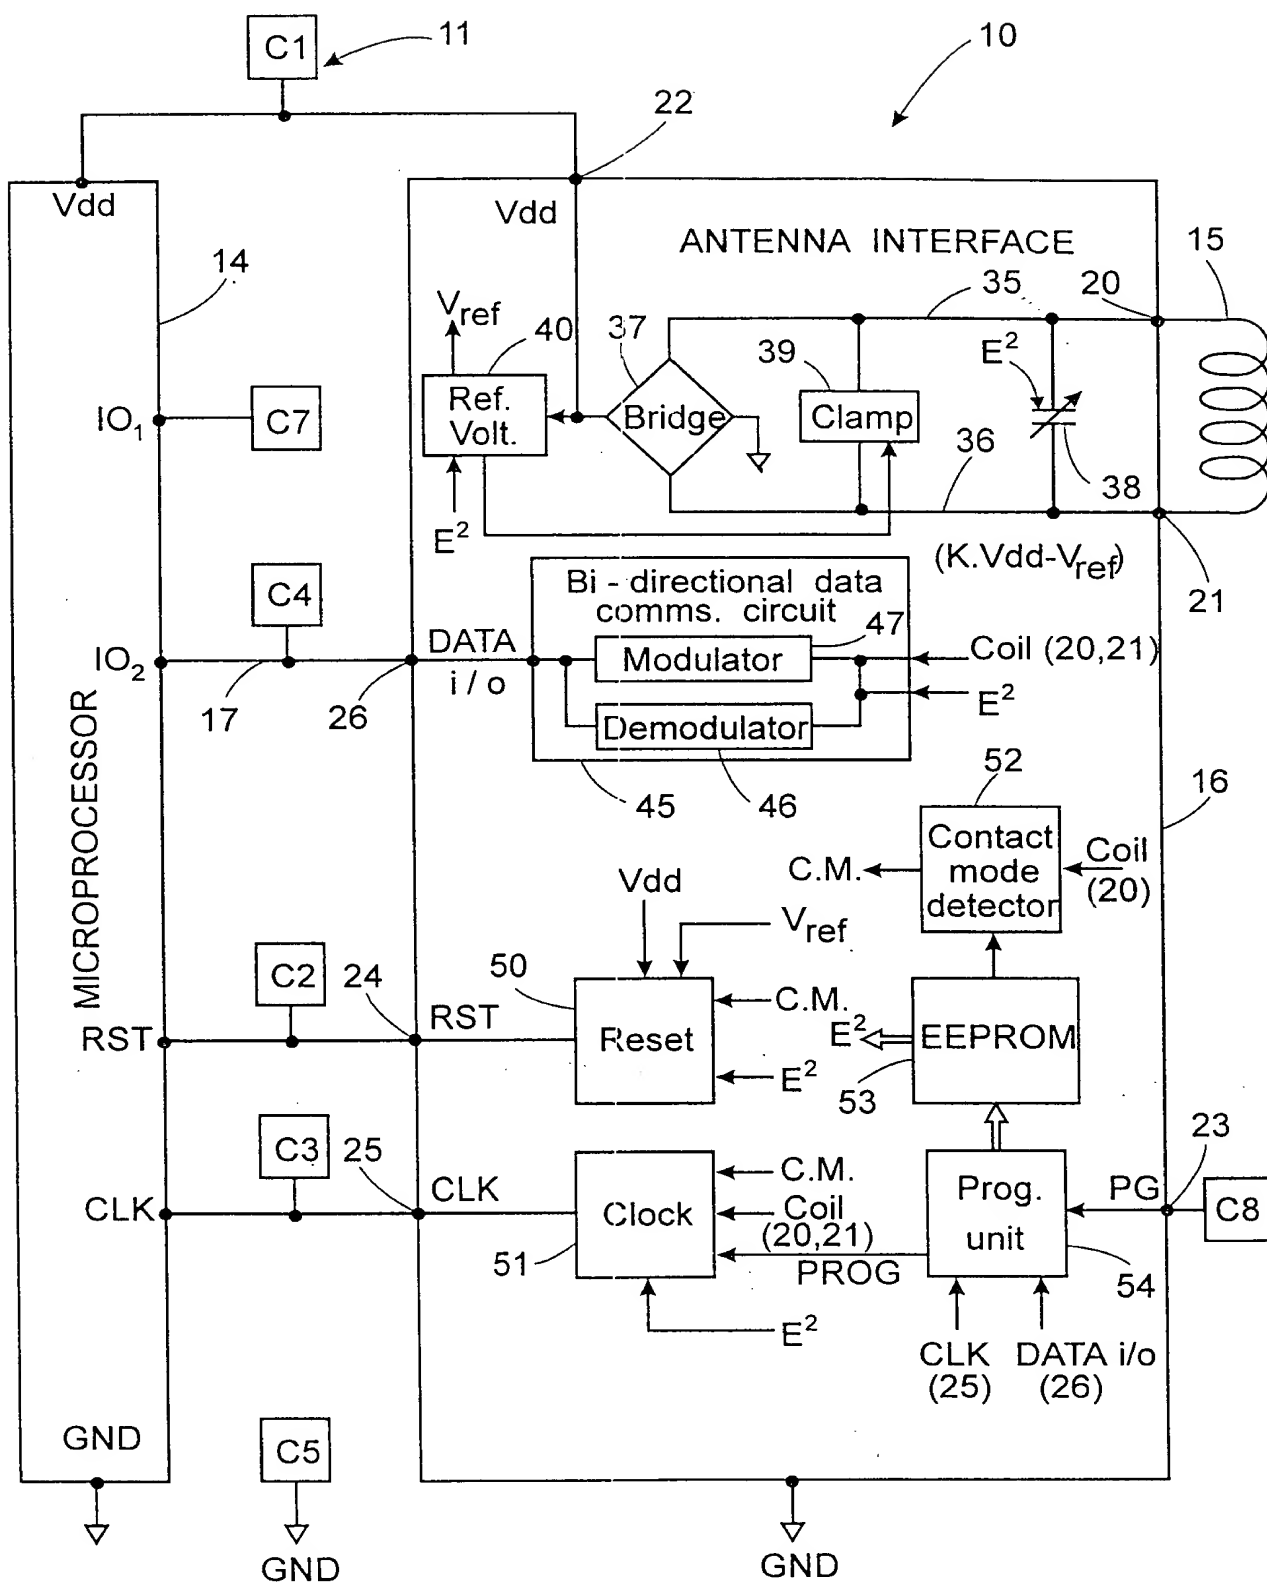 C1
11
10
22
Vdd
Vdd
ANTENNA INTERFACE
14
15
35
20
Vref
40
37
39
E²
Ref.
Volt.
Bridge
Clamp
IO1
C7
36
38
E²
(K.Vdd-Vref)
21
C4
Bi - directional data
comms. circuit
47
IO2
DATA
i / o
Modulator
Coil (20,21)
E²
17
26
Demodulator
45
46
52
16
MICROPROCESSOR
Contact
mode
detector
C.M.
Coil
(20)
Vdd
Vref
C2
24
50
RST
RST
Reset
C.M.
E²
E²
EEPROM
53
C3
25
23
CLK
CLK
Clock
C.M.
Coil
(20,21)
PROG
51
Prog.
unit
PG
C8
54
E²
CLK
(25)
DATA i/o
(26)
GND
C5
GND
GND